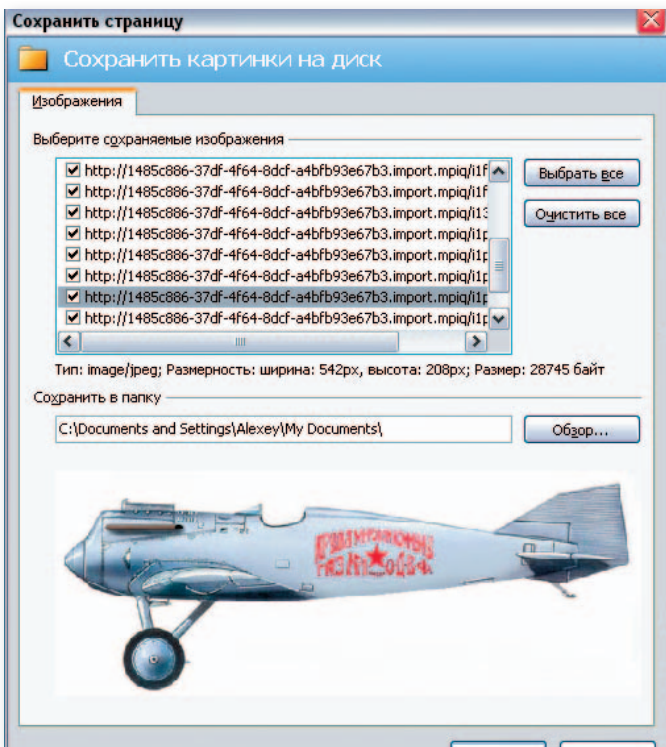 Сохранить страницу
Сохранить картинки на диск
Изображения
Выберите сохраняемые изображения
http://1485c886-37df-4f64-8dcf-a4bfb93e67b3.import.mpiq/i1f
Выбрать все
http://1485c886-37df-4f64-8dcf-a4bfb93e67b3.import.mpiq/i1f
http://1485c886-37df-4f64-8dcf-a4bfb93e67b3.import.mpiq/i13
Очистить все
http://1485c886-37df-4f64-8dcf-a4bfb93e67b3.import.mpiq/i1p
http://1485c886-37df-4f64-8dcf-a4bfb93e67b3.import.mpiq/i1p
http://1485c886-37df-4f64-8dcf-a4bfb93e67b3.import.mpiq/i1p
http://1485c886-37df-4f64-8dcf-a4bfb93e67b3.import.mpiq/i1p
http://1485c886-37df-4f64-8dcf-a4bfb93e67b3.import.mpiq/i1p
Тип: image/jpeg; Размерность: ширина: 542px, высота: 208px; Размер: 28745 байт
Сохранить в папку
C:\Documents and Settings\Alexey\My Documents\
Обзор...